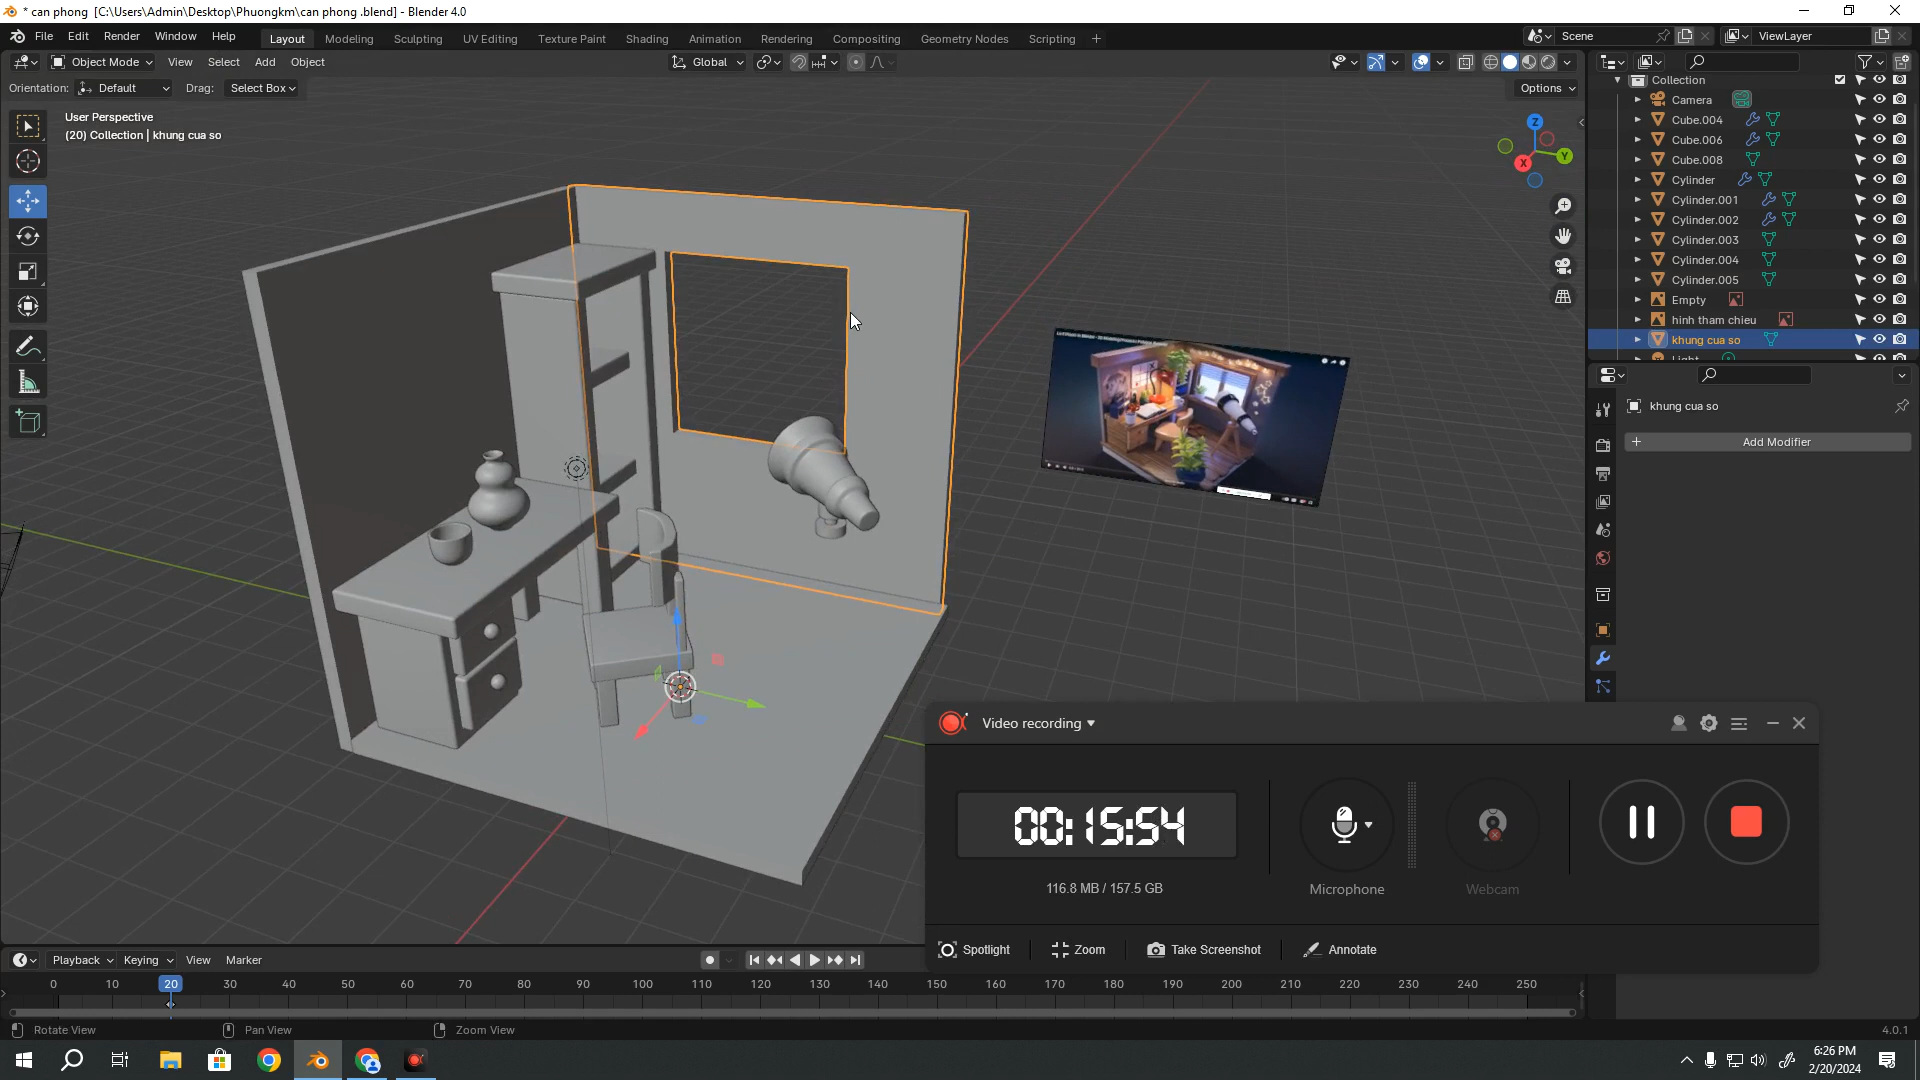 * can phong  [C:\Users\Admin\Desktop\Phuongkm\can phong .blend] - Blender 4.0
File Edit Render Window Help
Layout Modeling Sculpting UV Editing Texture Paint Shading Animation Rendering Compositing Geometry Nodes Scripting +
Scene
ViewLayer
Object Mode View Select Add Object
Global
Orientation: Default Drag: Select Box
Options
User Perspective
(20) Collection | khung cua so
Z
Y
X
Collection
Camera
Cube.004
Cube.006
Cube.008
Cylinder
Cylinder.001
Cylinder.002
Cylinder.003
Cylinder.004
Cylinder.005
Empty
hinh tham chieu
khung cua so
Light
khung cua so
+ Add Modifier
Video recording
00:15:54
116.8 MB / 157.5 GB
Microphone
Webcam
Spotlight
Zoom
Take Screenshot
Annotate
Playback Keying View Marker
0 10 20 30 40 50 60 70 80 90 100 110 120 130 140 150 160 170 180 190 200 210 220 230 240 250
Rotate View
Pan View
Zoom View
4.0.1
6:26 PM
2/20/2024